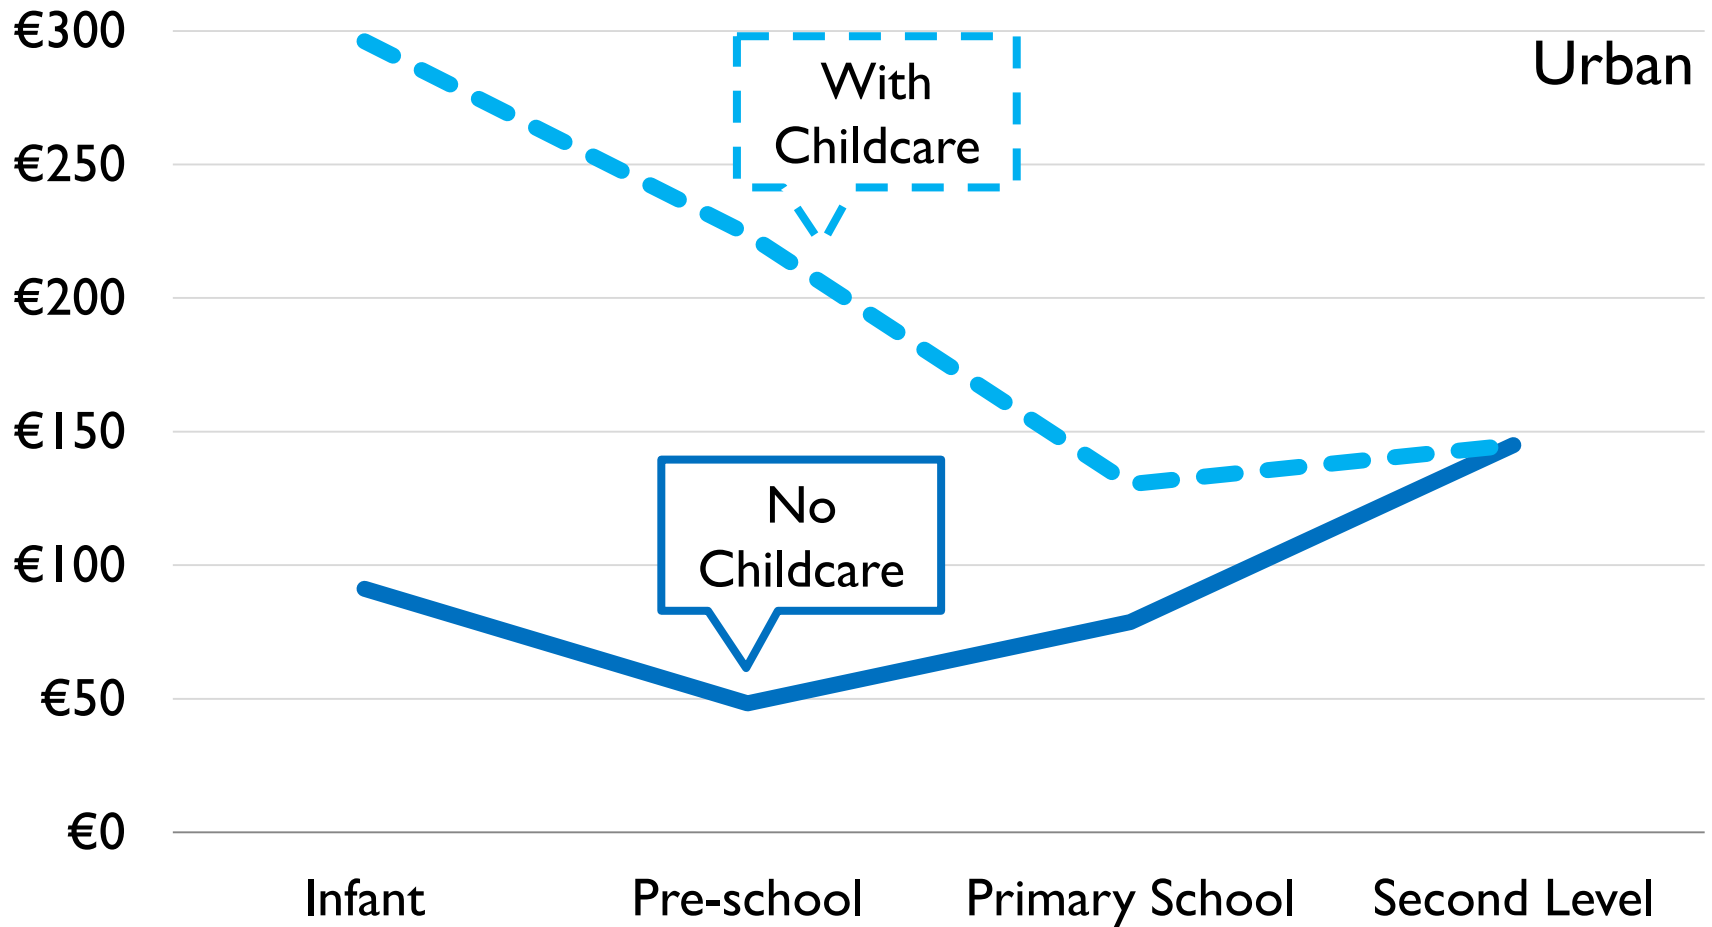 €300
€250
€200
€150
€100
€50
€0
With
Childcare
Urban
No
Childcare
Infant
Pre-school
Primary School
Second Level